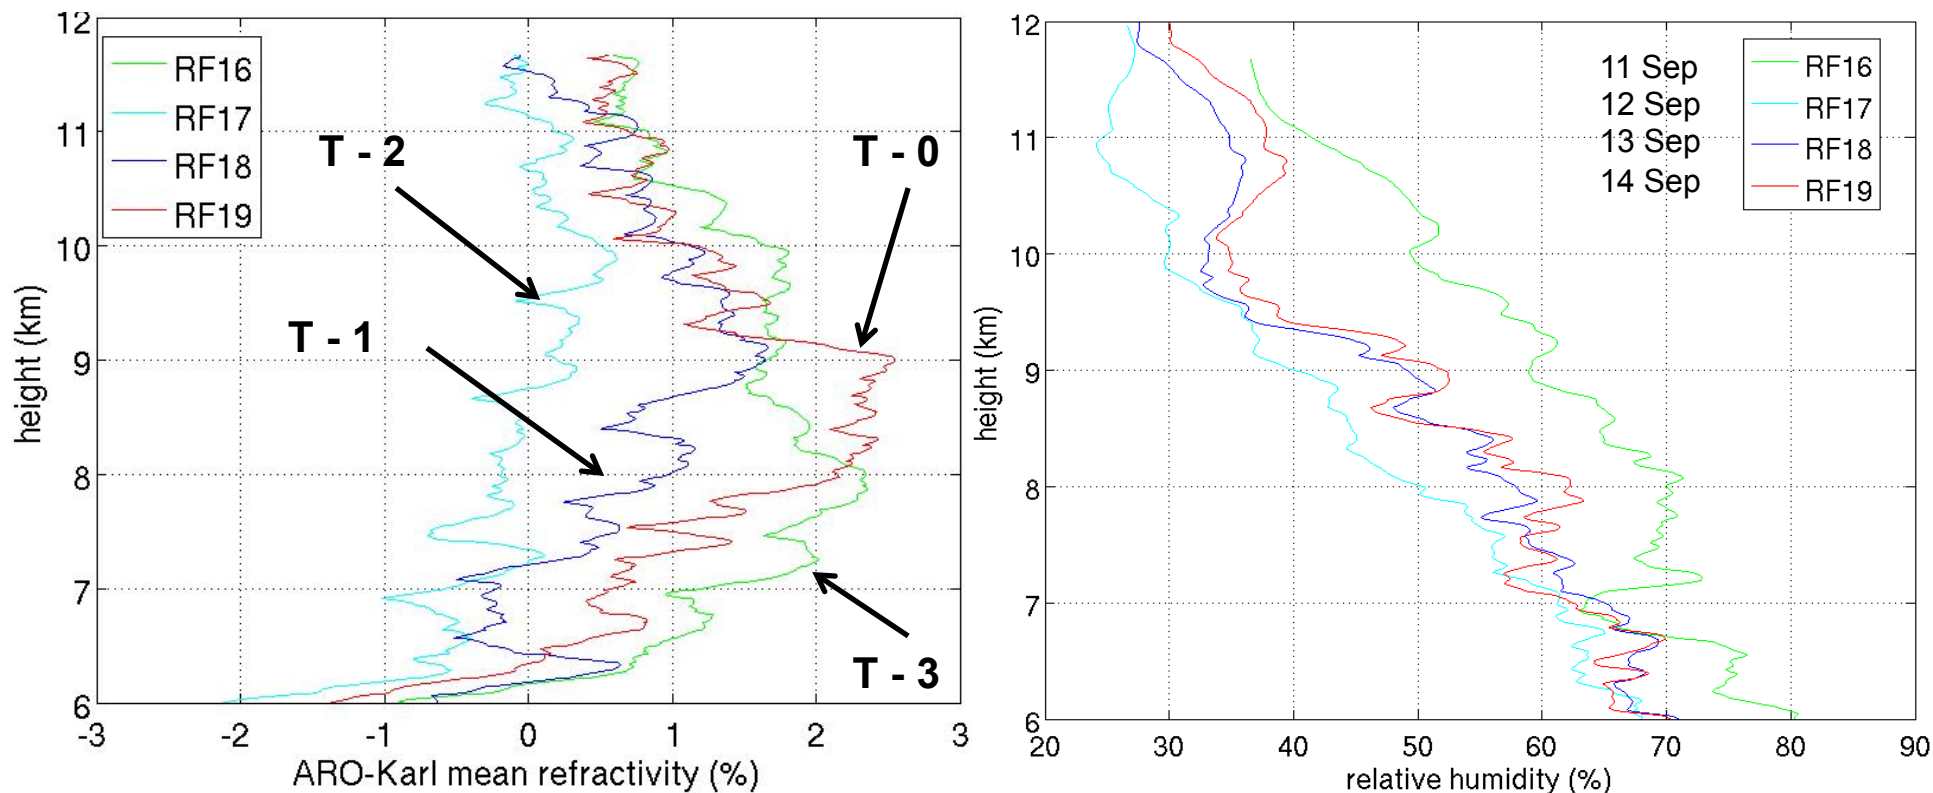 12
11
10
9
8
7
6
-3
-2
-1
0
1
2
3
height (km)
ARO-Karl mean refractivity (%)
RF16
RF17
RF18
RF19
T - 2
T - 0
T - 1
T - 3
12
11
10
9
8
7
6
20
30
40
50
60
70
80
90
height (km)
relative humidity (%)
11 Sep
12 Sep
13 Sep
14 Sep
RF16
RF17
RF18
RF19